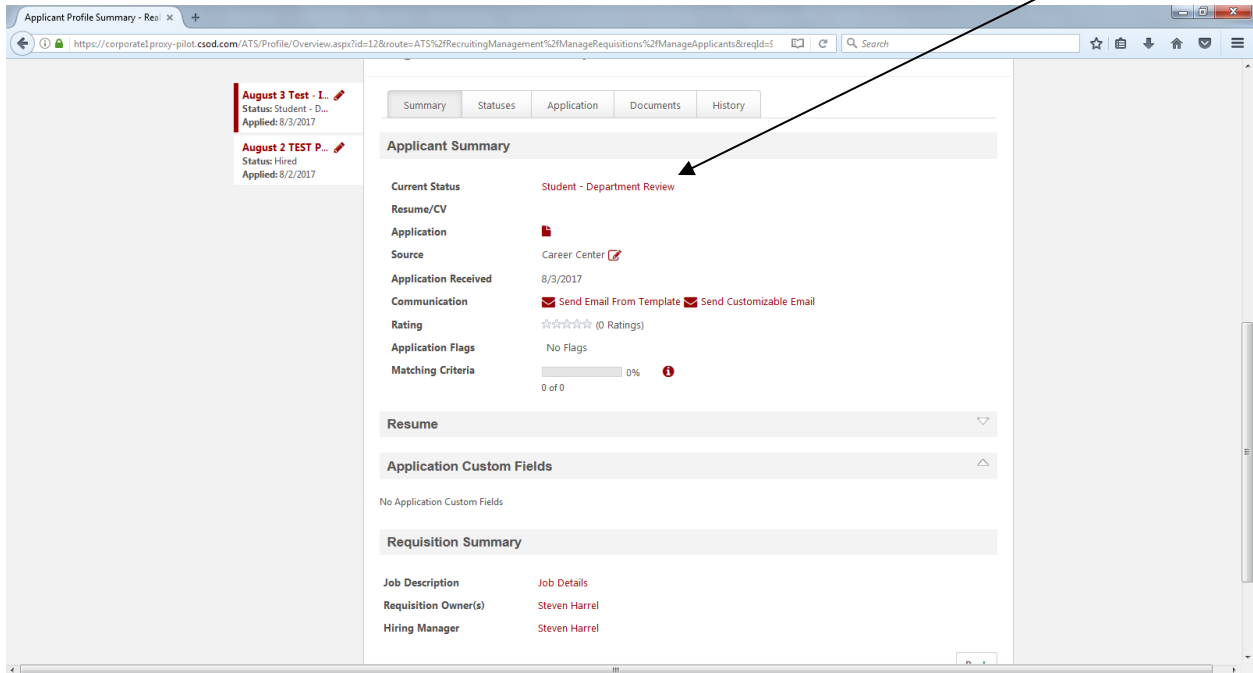 Applicant Profile Summary - Real
https://corporate1proxy-pilot.csod.com/ATS/Profile/Overview.aspx?id=12&route=ATS%2fRecruitingManagement%2fManageRequisitions%2fManageApplicants&reqId=9
Search
August 3 Test - I...
Status: Student - D...
Applied: 8/3/2017
August 2 TEST P...
Status: Hired
Applied: 8/2/2017
Summary Statuses Application Documents History
Applicant Summary
Current Status Student - Department Review
Resume/CV
Application
Source Career Center
Application Received 8/3/2017
Communication Send Email From Template Send Customizable Email
Rating (0 Ratings)
Application Flags No Flags
Matching Criteria 0%
0 of 0
Resume
Application Custom Fields
No Application Custom Fields
Requisition Summary
Job Description Job Details
Requisition Owner(s) Steven Harrel
Hiring Manager Steven Harrel